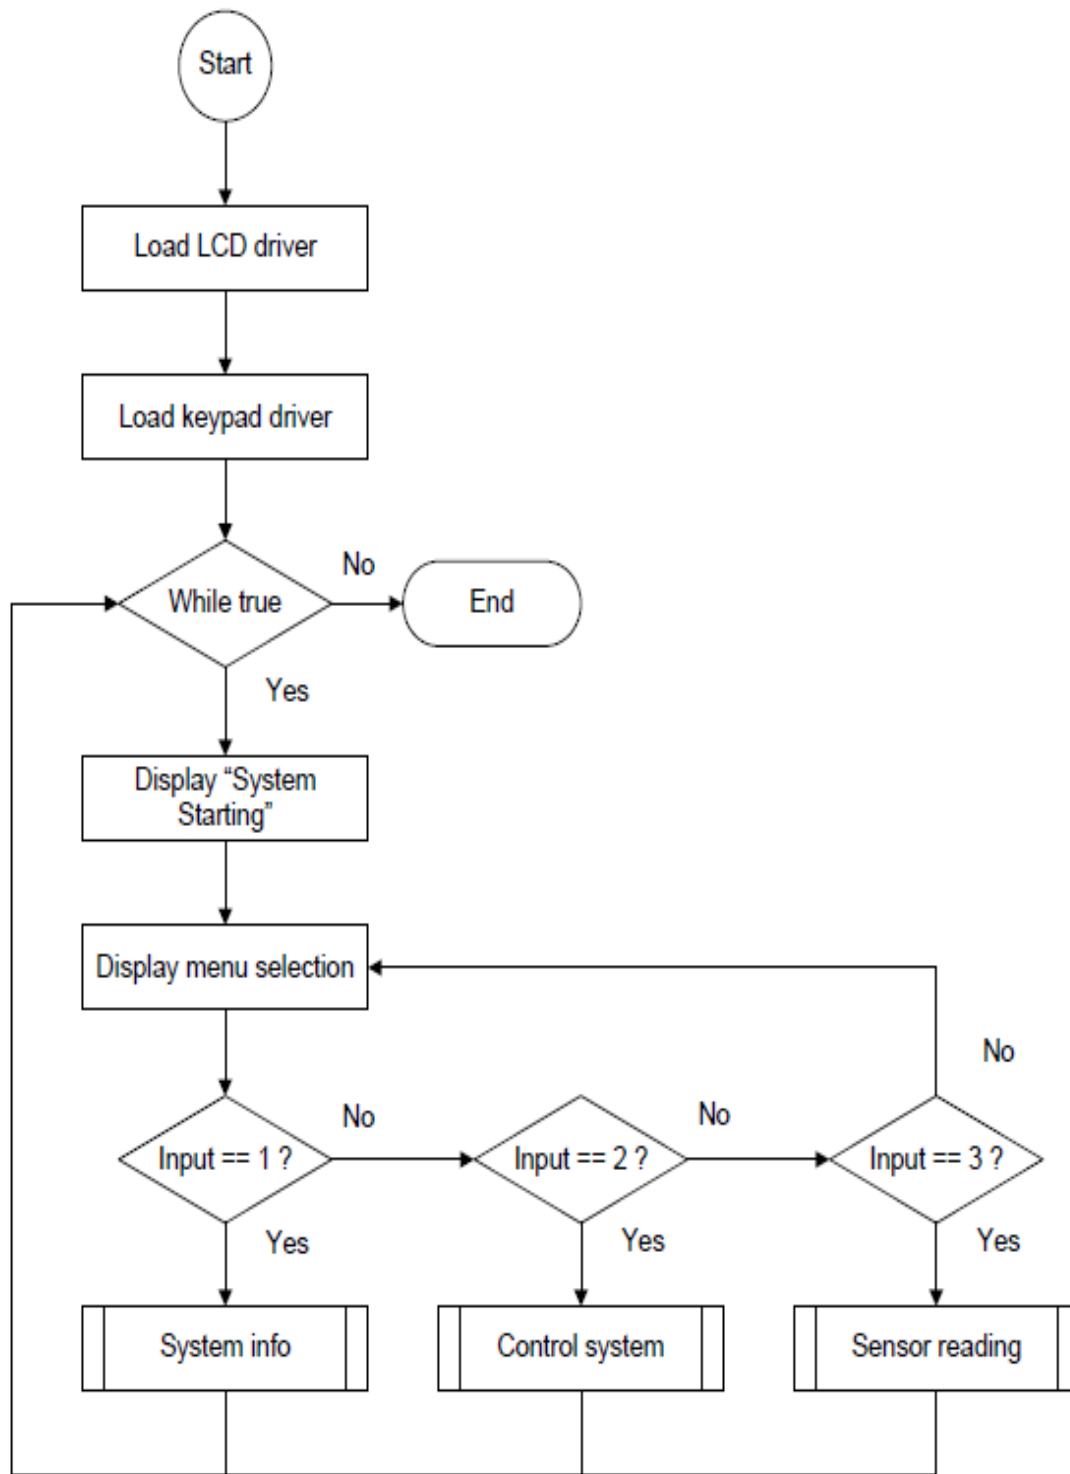 Start
Load LCD driver
Load keypad driver
While true
No
End
Yes
Display “System
Starting”
Display menu selection
No
Input == 1 ?
No
Input == 2 ?
No
Input == 3 ?
Yes
Yes
Yes
System info
Control system
Sensor reading